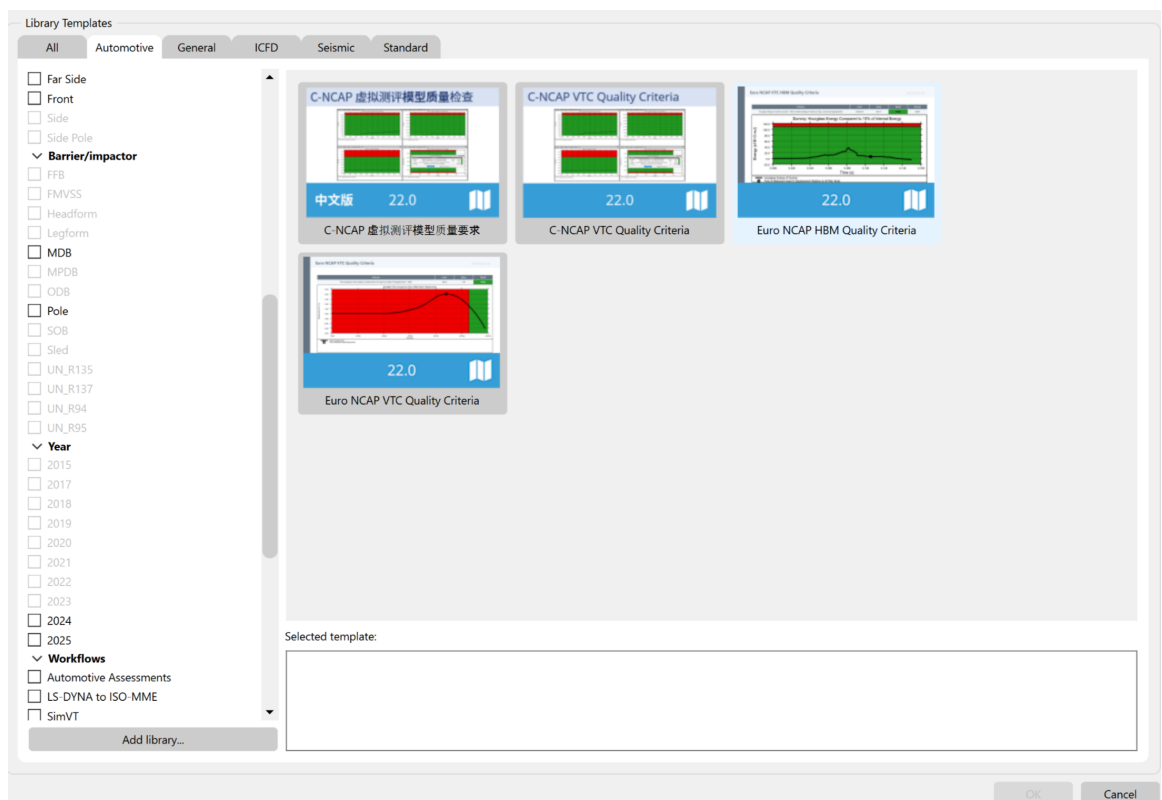 Library Templates
All
Automotive
General
ICFD
Seismic
Standard
Far Side
Front
Side
Side Pole
Barrier/impactor
FFB
FMVSS
Headform
Legform
MDB
MPDB
ODB
Pole
SOB
Sled
UN_R135
UN_R137
UN_R94
UN_R95
Year
2015
2017
2018
2019
2020
2021
2022
2023
2024
2025
Workflows
Automotive Assessments
LS-DYNA to ISO-MME
SimVT
Add library...
C-NCAP 虚拟测评模型质量检查
中文版
22.0
C-NCAP 虚拟测评模型质量要求
C-NCAP VTC Quality Criteria
22.0
C-NCAP VTC Quality Criteria
Euro NCAP HBM Quality Criteria
22.0
Euro NCAP HBM Quality Criteria
Euro NCAP VTC Quality Criteria
22.0
Euro NCAP VTC Quality Criteria
Selected template:
OK
Cancel